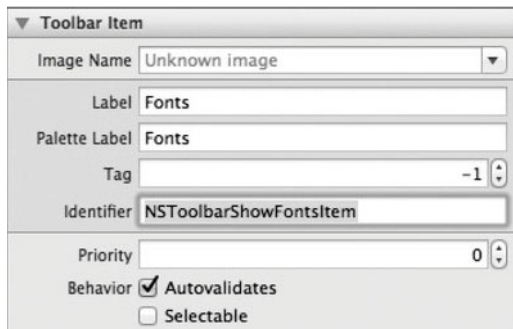 Toolbar Item
Image Name Unknown image
Label Fonts
Palette Label Fonts
Tag -1
Identifier NSToolbarShowFontsItem
Priority 0
Behavior Autovalidates
Selectable